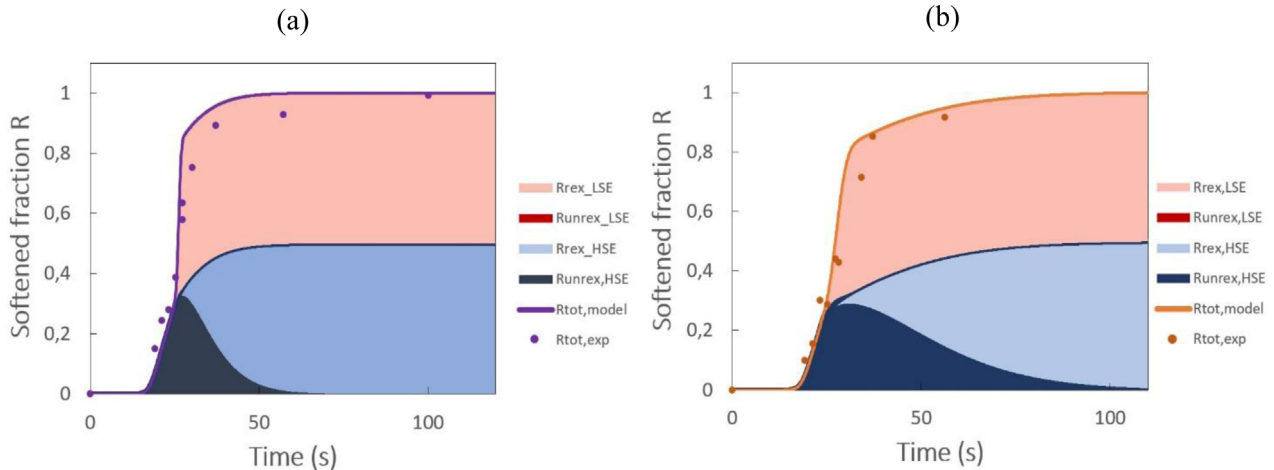 (a)
Softened fraction R
1
0,8
0,6
0,4
0,2
0
0
50
100
Time (s)
Rrex_LSE
Runrex_LSE
Rrex_HSE
Runrex,HSE
Rtot,model
Rtot,exp
(b)
Softened fraction R
1
0,8
0,6
0,4
0,2
0
0
50
100
Time (s)
Rrex,LSE
Runrex,LSE
Rrex,HSE
Runrex,HSE
Rtot,model
Rtot,exp